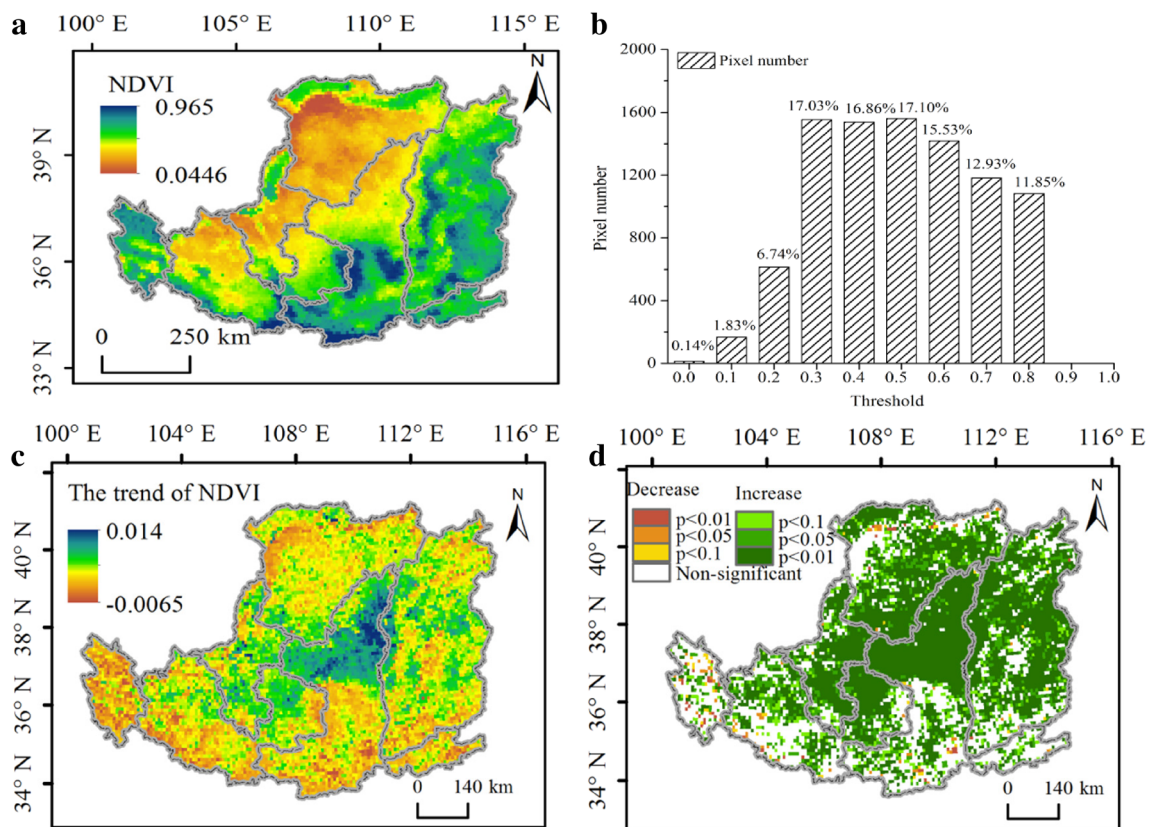 a
100° E 105° E 110° E 115° E
N
NDVI
0.965
0.0446
39° N
36° N
33° N
0 250 km
b
2000
1600
1200
800
400
0
Pixel number
Pixel number
0.14%
1.83%
6.74%
17.03%
16.86%
17.10%
15.53%
12.93%
11.85%
0.0 0.1 0.2 0.3 0.4 0.5 0.6 0.7 0.8 0.9 1.0
Threshold
c
100° E 104° E 108° E 112° E 116° E
The trend of NDVI
0.014
-0.0065
N
40° N
38° N
36° N
34° N
0 140 km
d
100° E 104° E 108° E 112° E 116° E
Decrease Increase
p<0.01 p<0.1
p<0.05 p<0.05
p<0.1 p<0.01
Non-significant
N
40° N
38° N
36° N
34° N
0 140 km